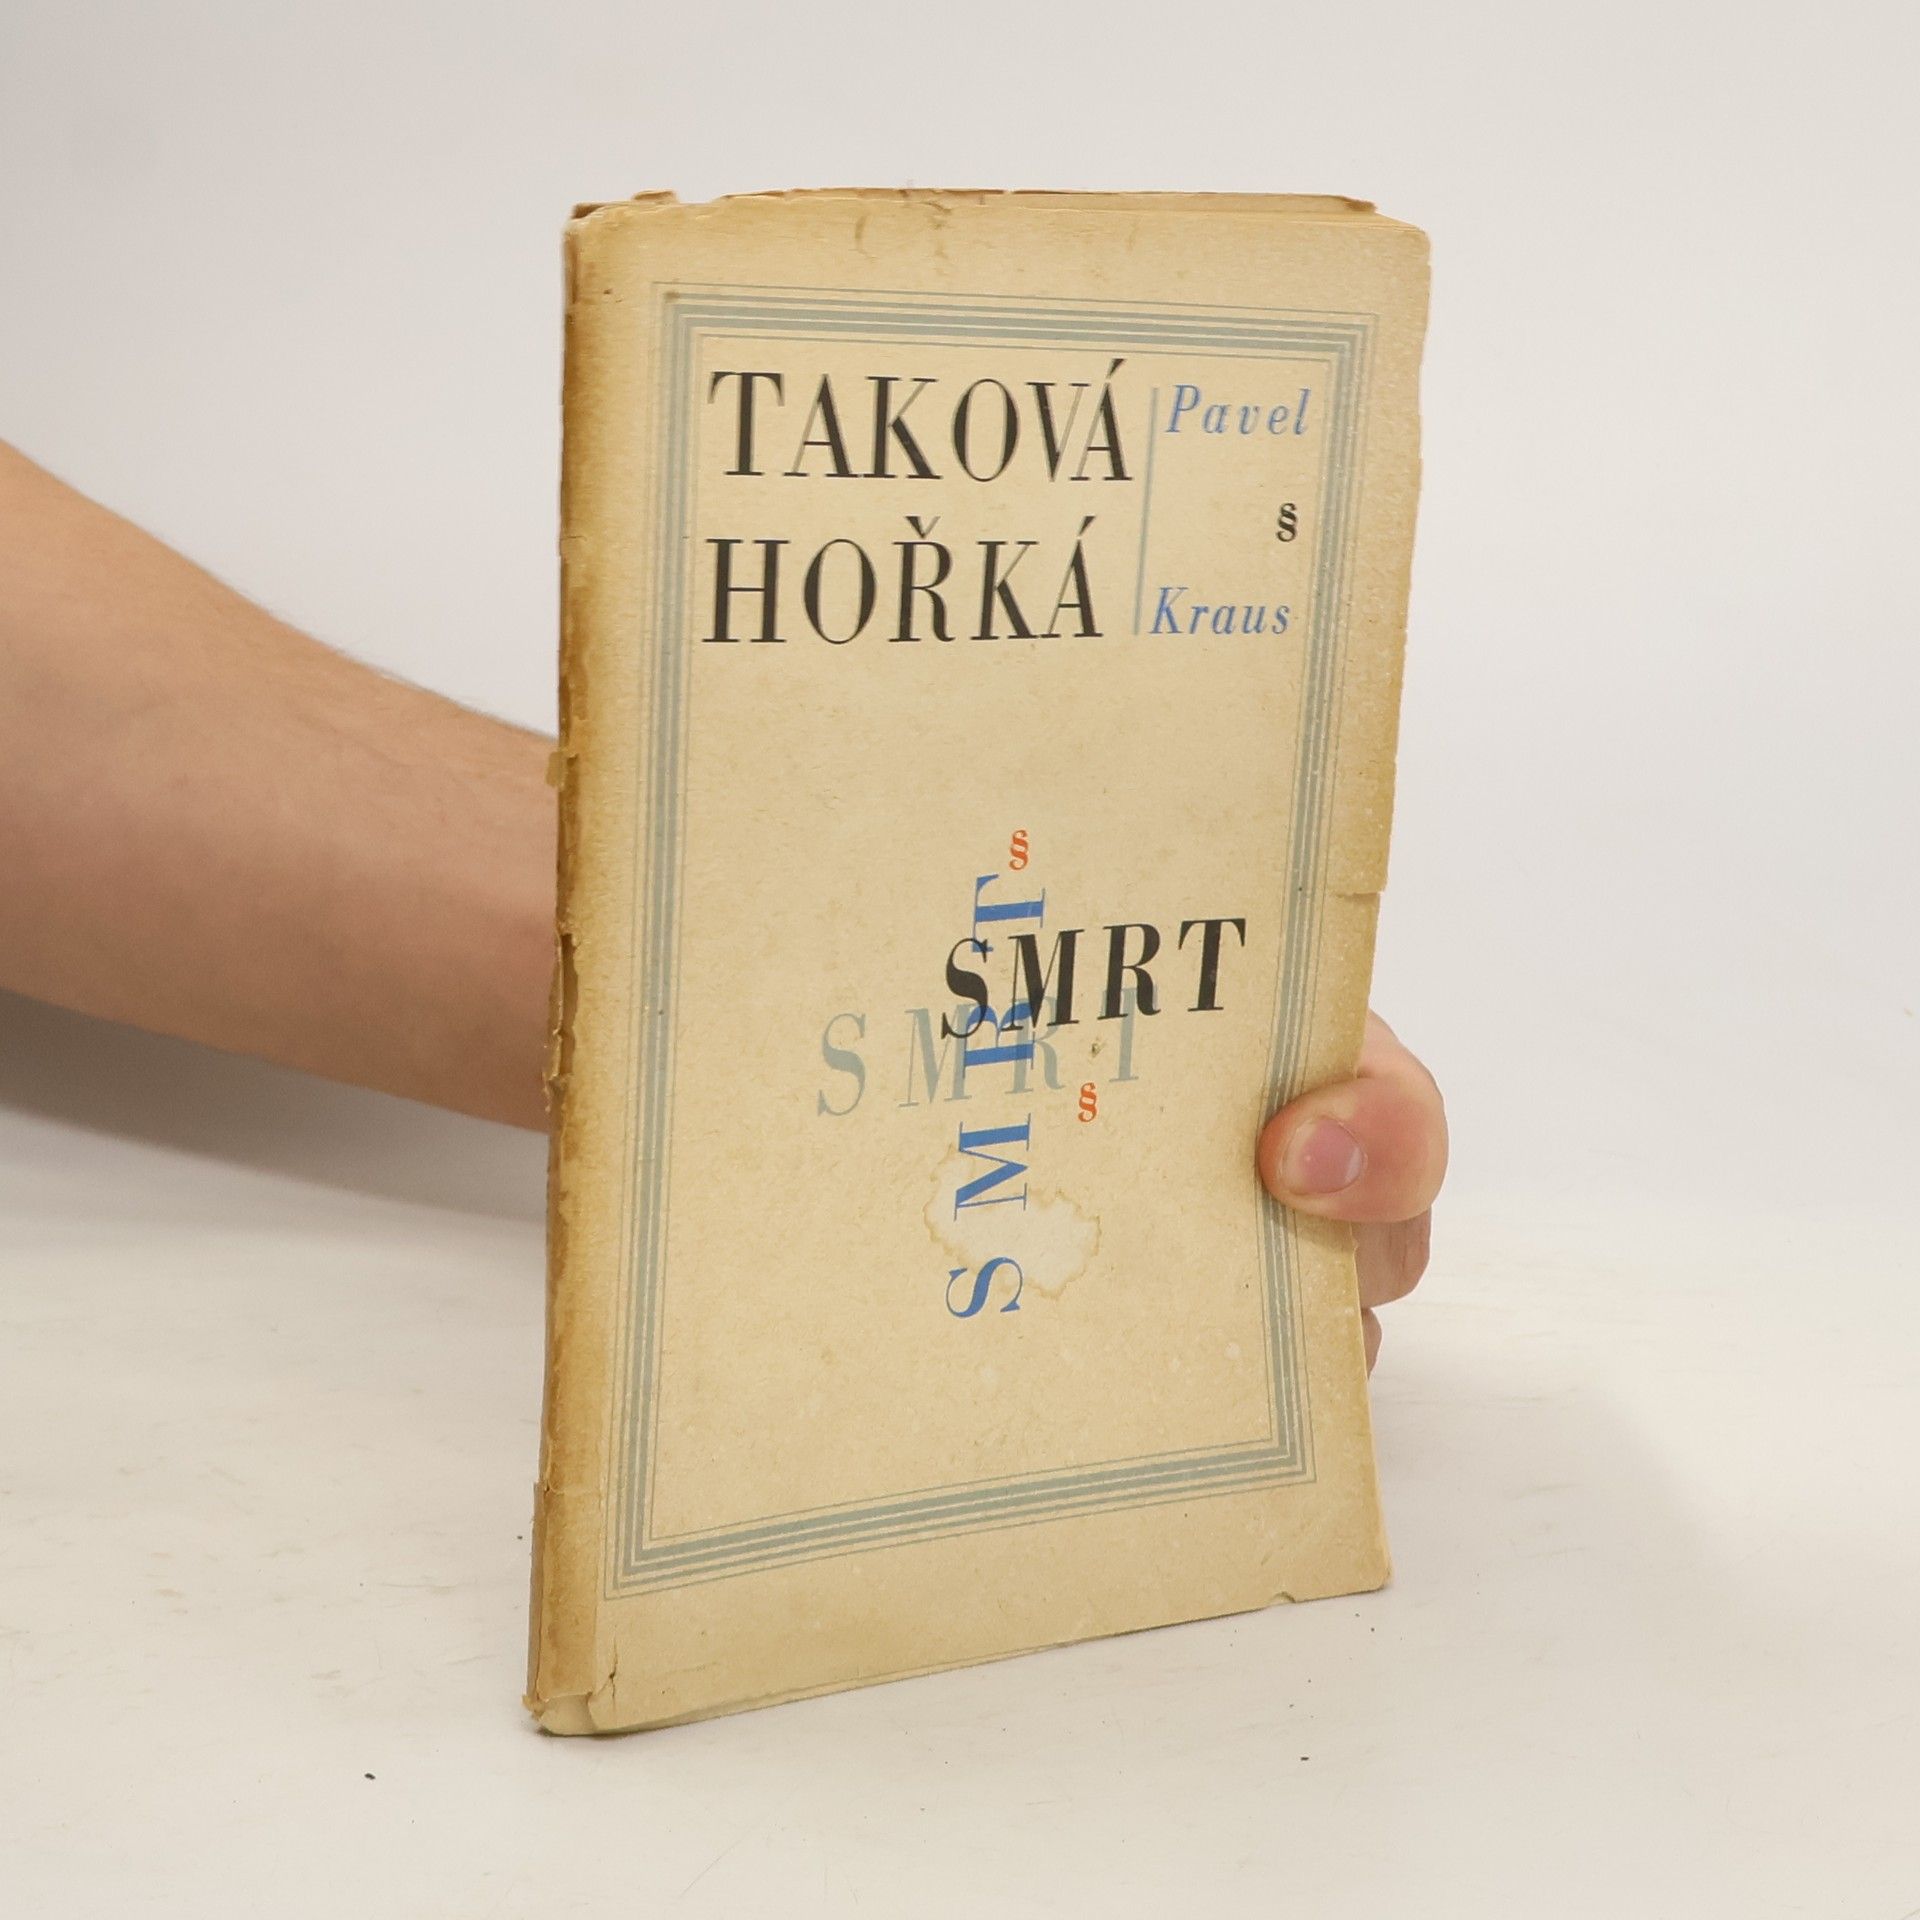 TAKOVÁ
HOŘKÁ
Pavel
§
Kraus
§
SMRT
SMRT
SMRT
§